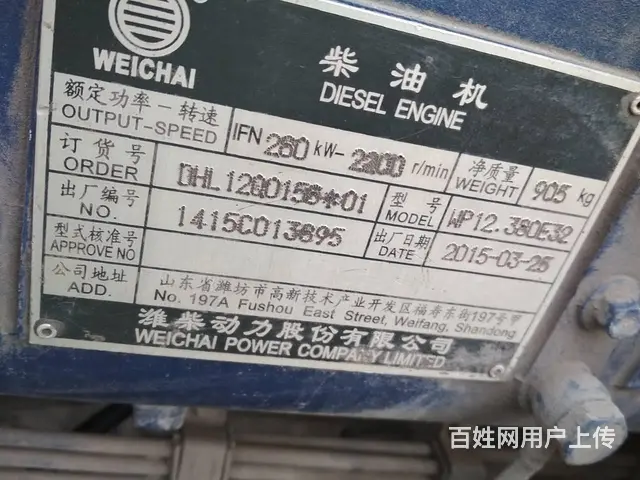 WEICHAI
柴油机
DIESEL ENGINE
额定功率－转速 IFN 280 kW- 2200 r/min 净质量 905 kg
OUTPUT-SPEED WEIGHT
订货号 DHL12Q0158*01 型号 WP12.380E32
ORDER MODEL
出厂编号 1415C013895 出厂日期 2015-03-25
NO. DATE
型式核准号
APPROVE NO
公司地址 山东省潍坊市高新技术产业开发区福寿东街197号甲
ADD. No. 197A Fushou East Street, Weifang, Shandong
潍柴动力股份有限公司
WEICHAI POWER COMPANY LIMITED
百姓网用户上传